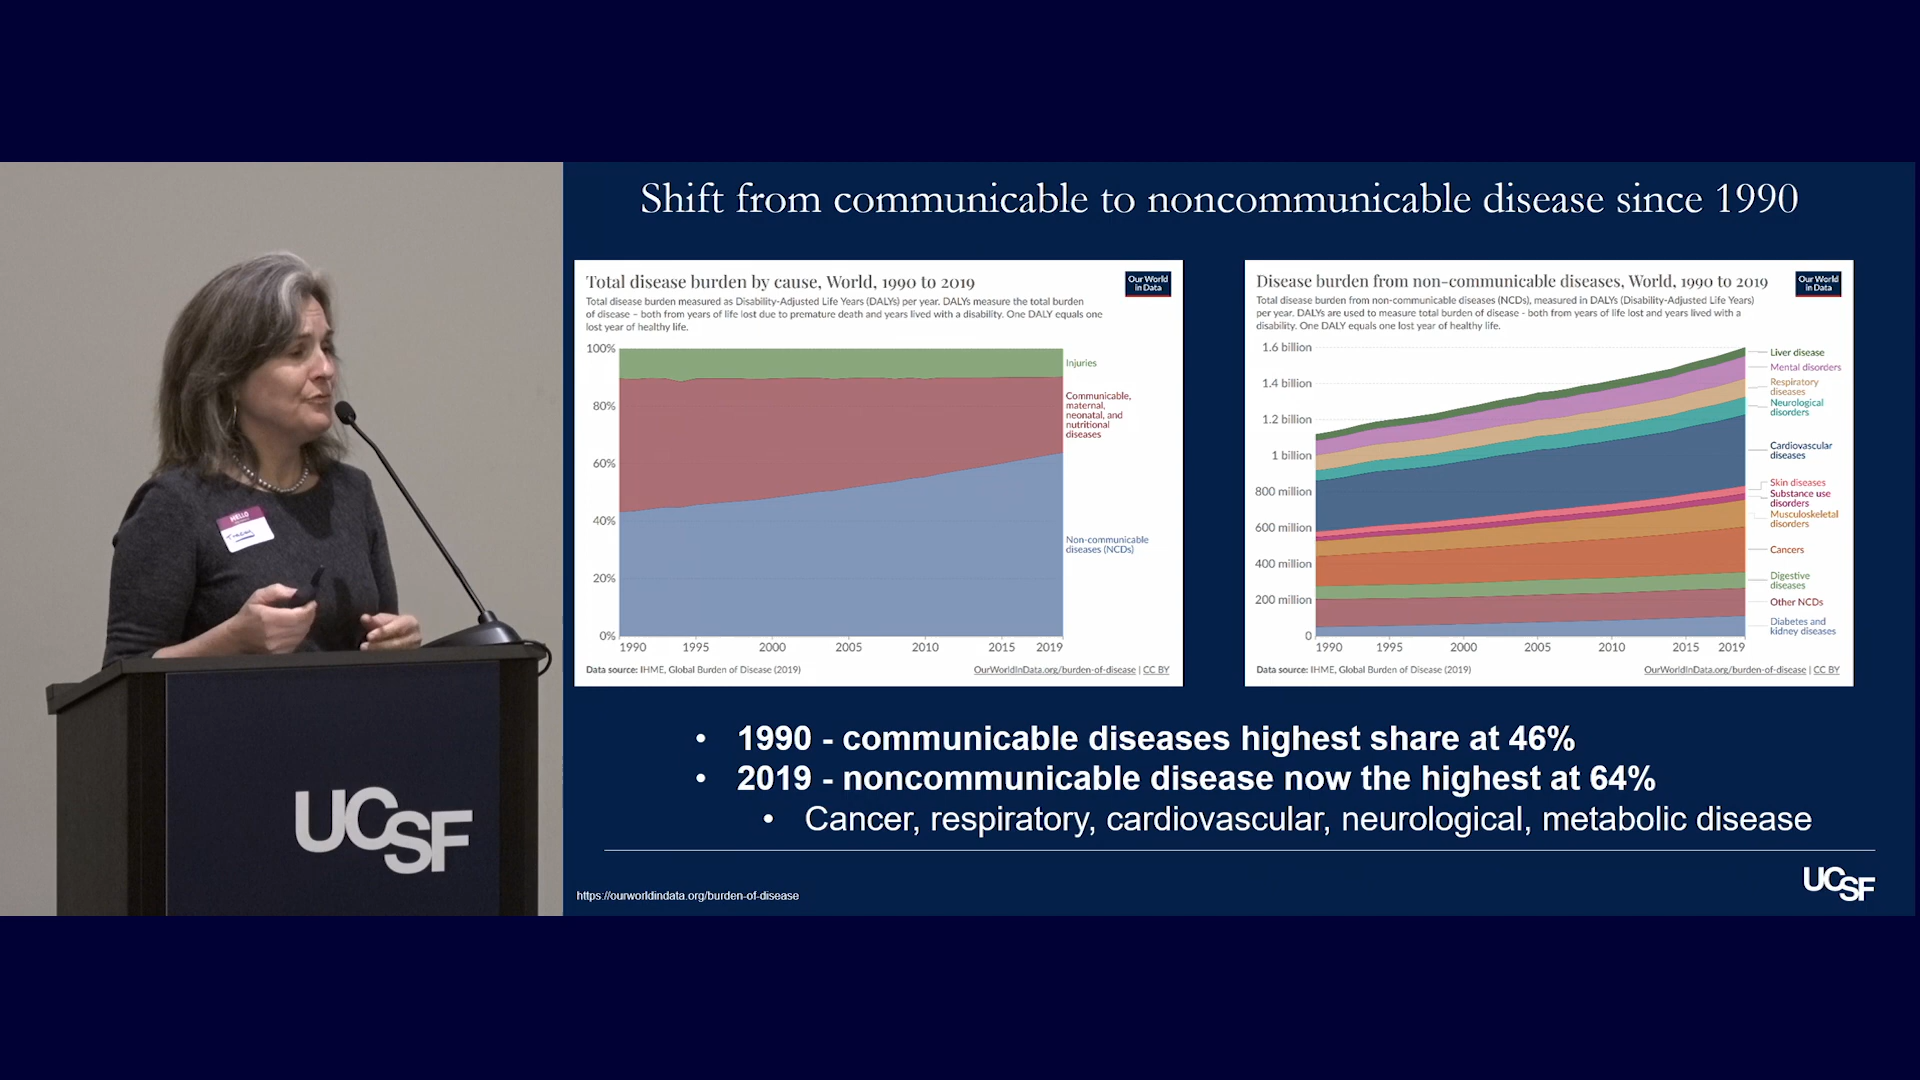 Shift from communicable to noncommunicable disease since 1990
Total disease burden by cause, World, 1990 to 2019
Our World
in Data
Total disease burden measured as Disability-Adjusted Life Years (DALYs) per year. DALYs measure the total burden
of disease – both from years of life lost due to premature death and years lived with a disability. One DALY equals one
lost year of healthy life.
100%
80%
60%
40%
20%
0%
Injuries
Communicable,
maternal,
neonatal, and
nutritional
diseases
Non-communicable
diseases (NCDs)
1990 1995 2000 2005 2010 2015 2019
Data source: IHME, Global Burden of Disease (2019)
OurWorldInData.org/burden-of-disease | CC BY
Disease burden from non-communicable diseases, World, 1990 to 2019
Our World
in Data
Total disease burden from non-communicable diseases (NCDs), measured in DALYs (Disability-Adjusted Life Years)
per year. DALYs are used to measure total burden of disease - both from years of life lost and years lived with a
disability. One DALY equals one lost year of healthy life.
1.6 billion
1.4 billion
1.2 billion
1 billion
800 million
600 million
400 million
200 million
0
Liver disease
Mental disorders
Respiratory
diseases
Neurological
disorders
Cardiovascular
diseases
Skin diseases
Substance use
disorders
Musculoskeletal
disorders
Cancers
Digestive
diseases
Other NCDs
Diabetes and
kidney diseases
1990 1995 2000 2005 2010 2015 2019
Data source: IHME, Global Burden of Disease (2019)
OurWorldInData.org/burden-of-disease | CC BY
• 1990 - communicable diseases highest share at 46%
• 2019 - noncommunicable disease now the highest at 64%
• Cancer, respiratory, cardiovascular, neurological, metabolic disease
https://ourworldindata.org/burden-of-disease
UCSF
HELLO
UCSF